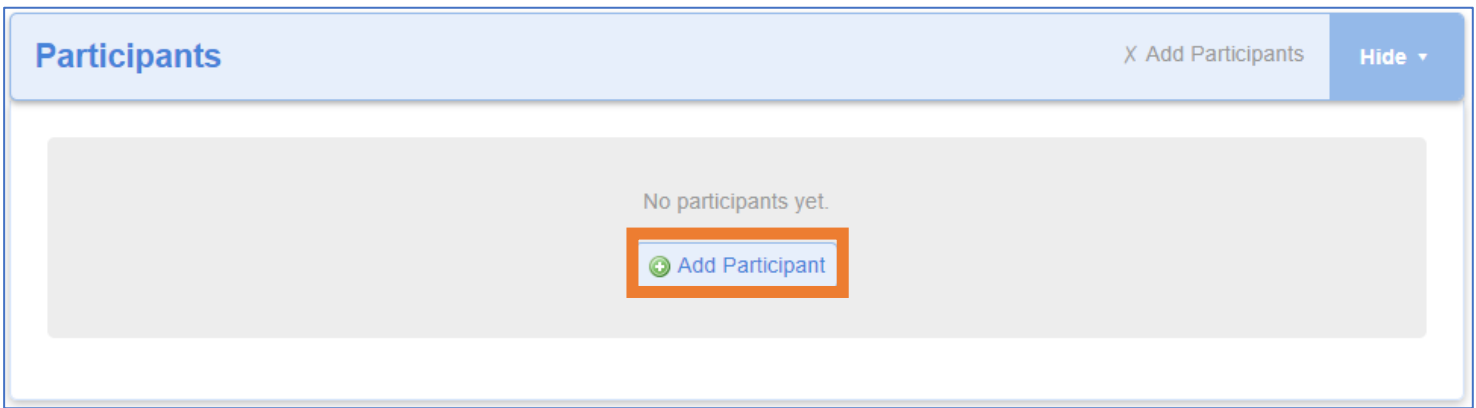 Participants
X Add Participants
Hide
No participants yet.
Add Participant